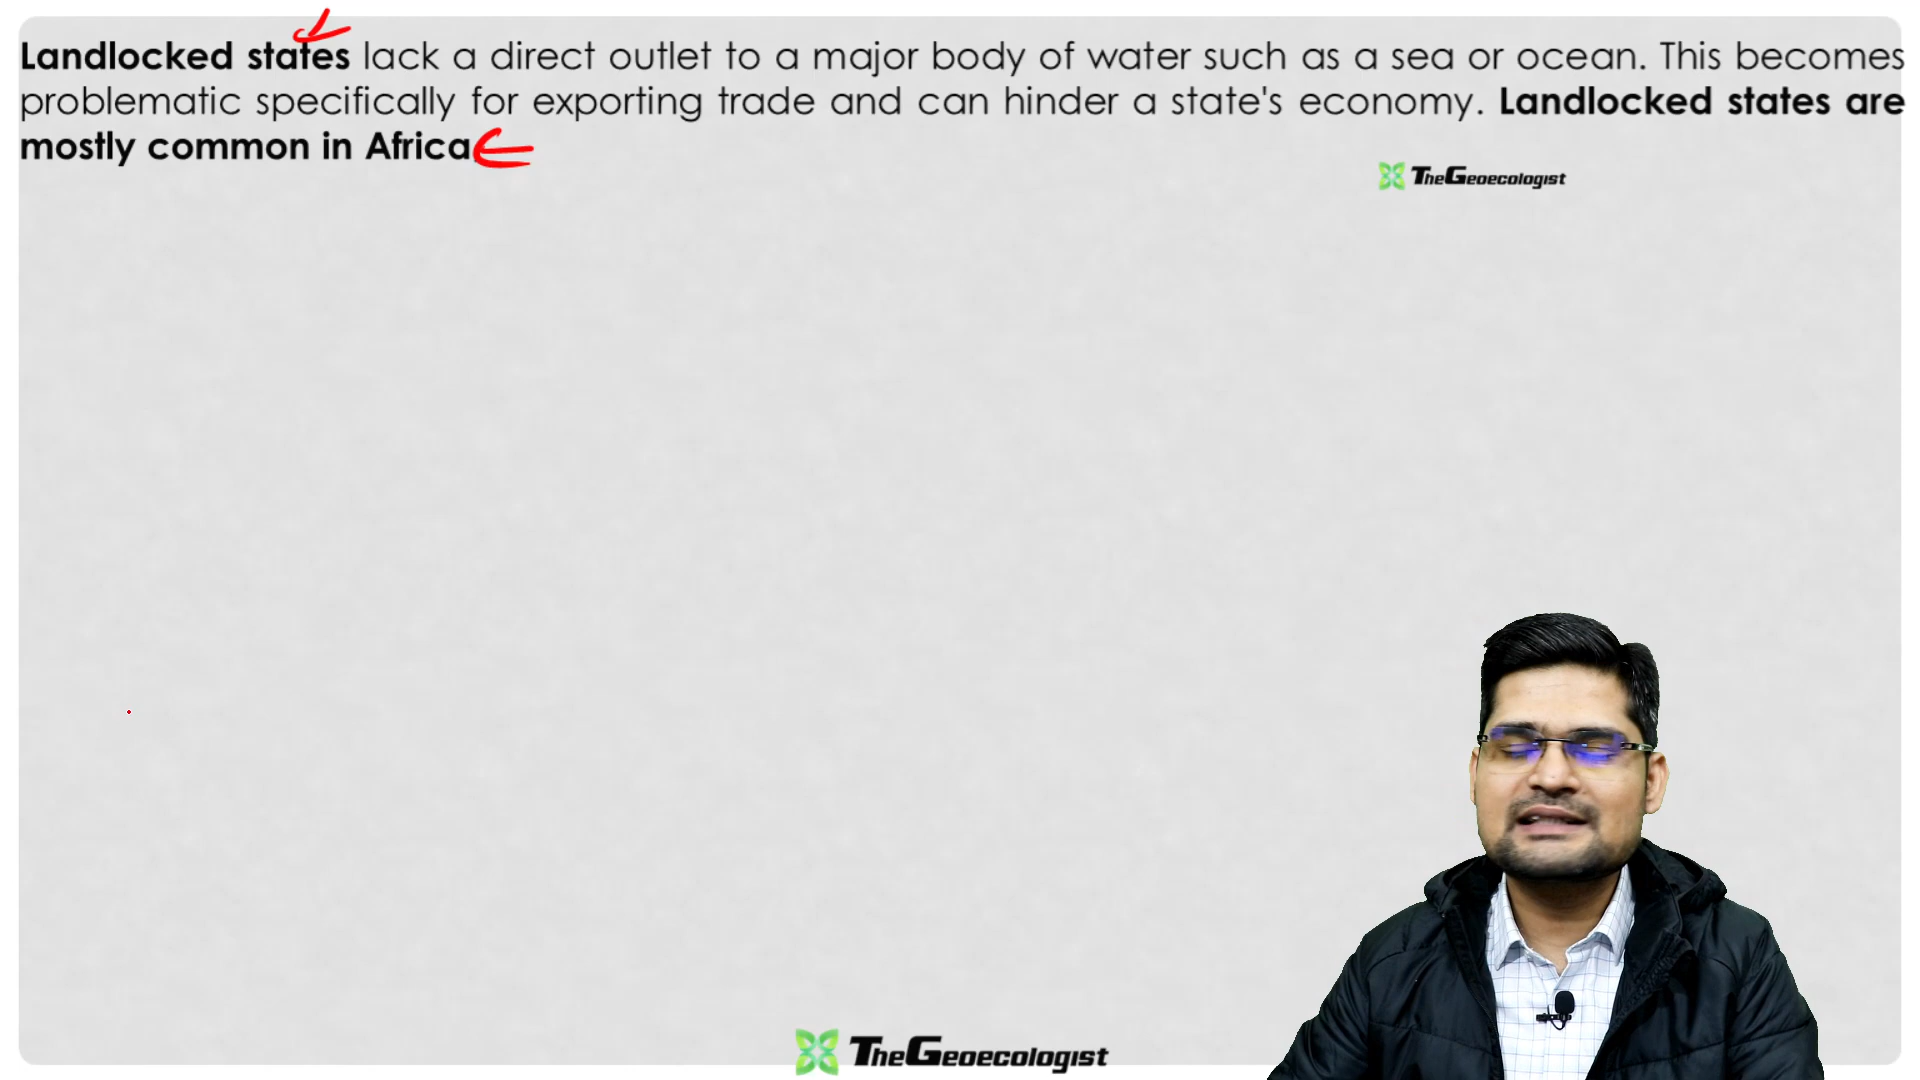 Landlocked states lack a direct outlet to a major body of water such as a sea or ocean. This becomes
problematic specifically for exporting trade and can hinder a state's economy. Landlocked states are
mostly common in Africa
TheGeoecologist
TheGeoecologist